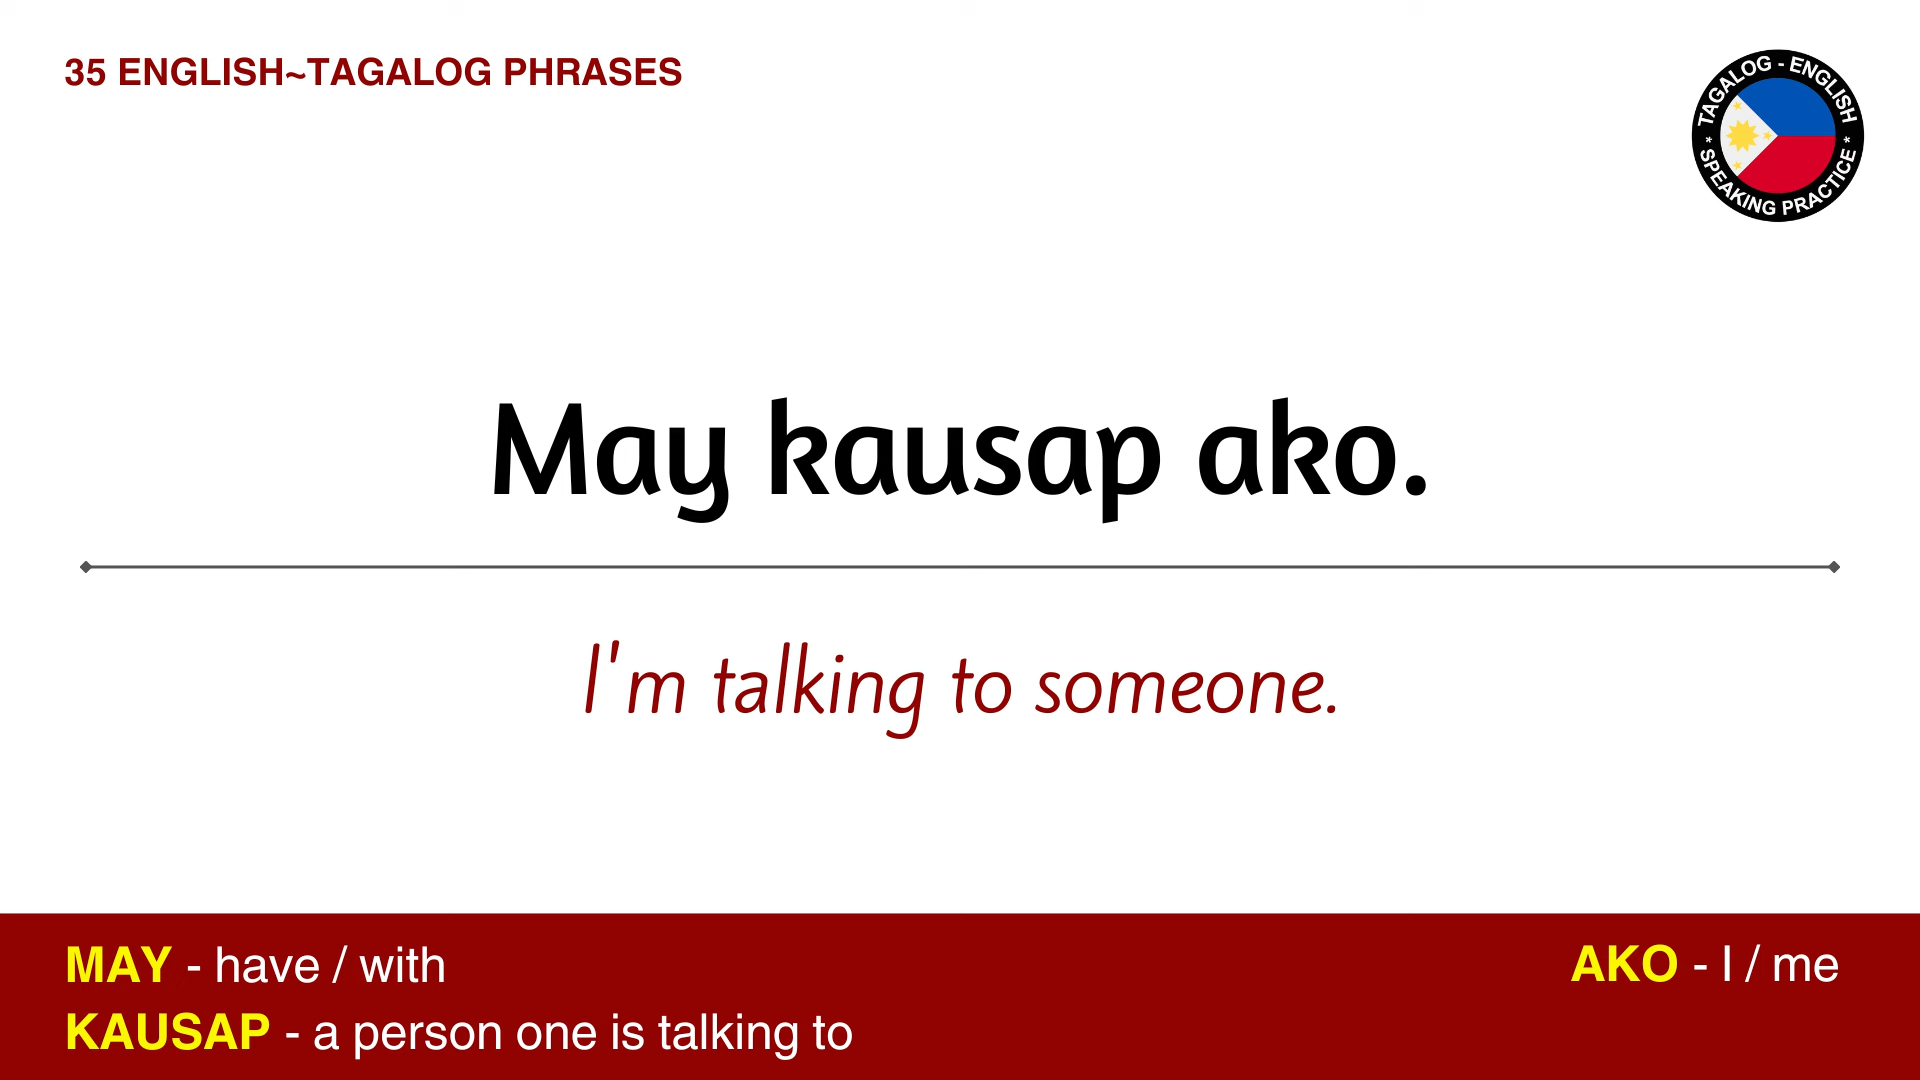 35 ENGLISH~TAGALOG PHRASES
TAGALOG - ENGLISH
* SPEAKING PRACTICE *
May kausap ako.
I'm talking to someone.
MAY - have / with
AKO - I / me
KAUSAP - a person one is talking to